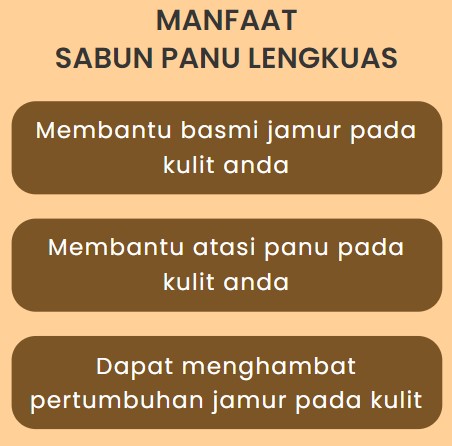 MANFAAT
SABUN PANU LENGKUAS
Membantu basmi jamur pada
kulit anda
Membantu atasi panu pada
kulit anda
Dapat menghambat
pertumbuhan jamur pada kulit